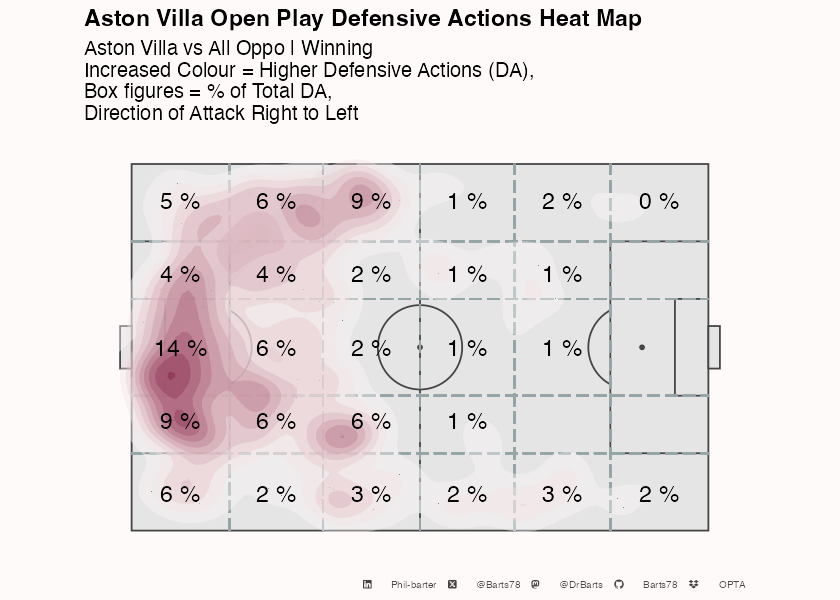 Aston Villa Open Play Defensive Actions Heat Map
Aston Villa vs All Oppo | Winning
Increased Colour = Higher Defensive Actions (DA),
Box figures = % of Total DA,
Direction of Attack Right to Left
5 % 6 % 9 % 1 % 2 % 0 %
4 % 4 % 2 % 1 % 1 %
14 % 6 % 2 % 1 % 1 %
9 % 6 % 6 % 1 %
6 % 2 % 3 % 2 % 3 % 2 %
Phil-barter @Barts78 @DrBarts Barts78 OPTA